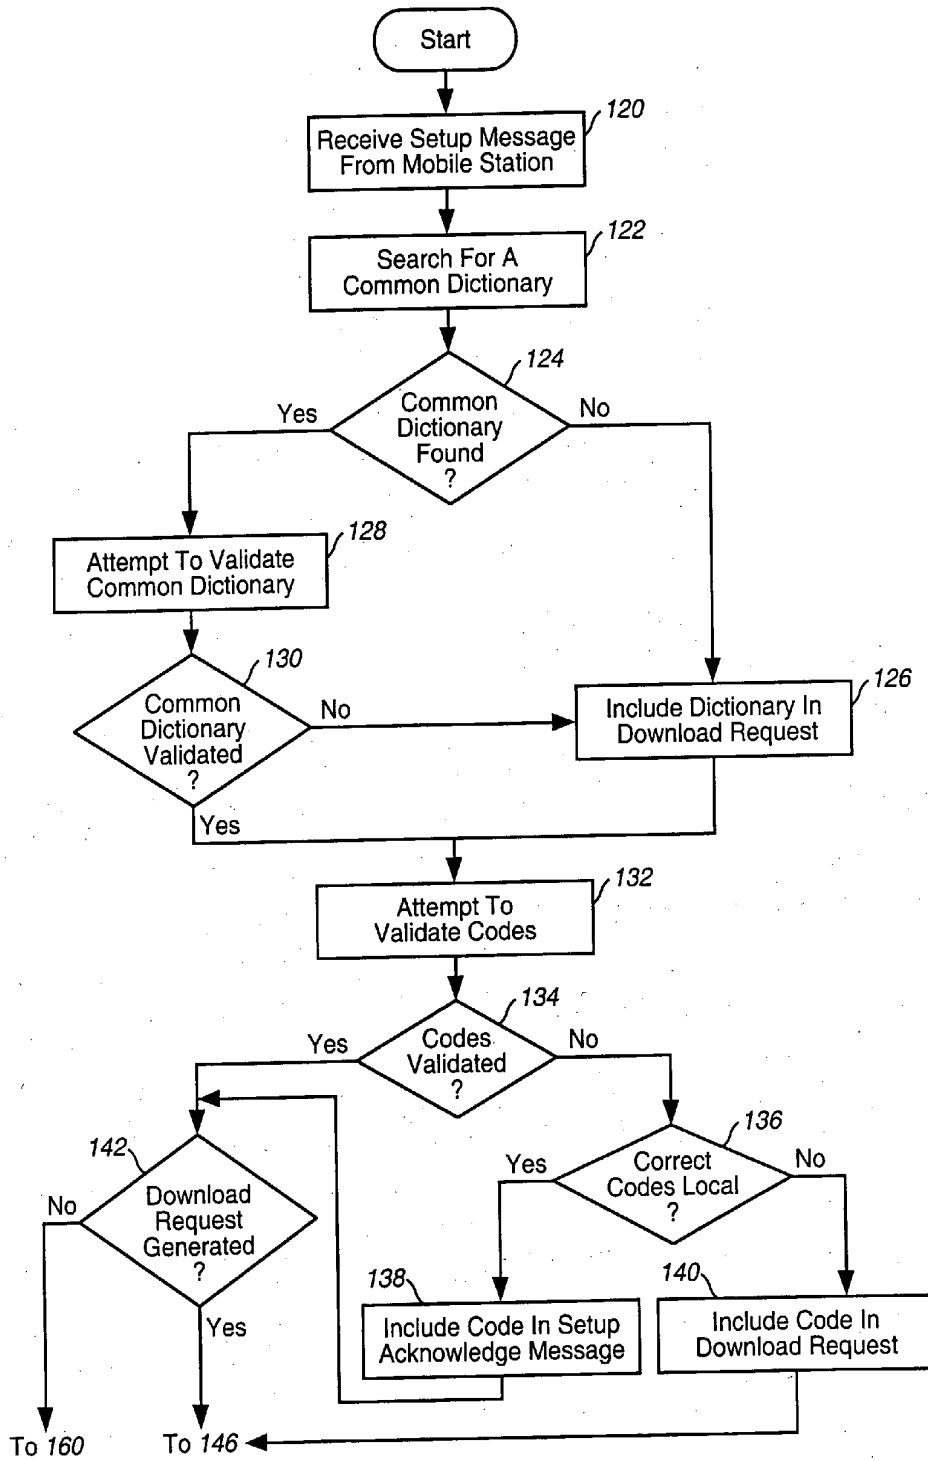 Start
120
Receive Setup Message
From Mobile Station
122
Search For A
Common Dictionary
124
Yes
Common
Dictionary
Found
?
No
128
Attempt To Validate
Common Dictionary
130
Common
Dictionary
Validated
?
No
126
Include Dictionary In
Download Request
Yes
132
Attempt To
Validate Codes
134
Yes
Codes
Validated
?
No
136
Yes
Correct
Codes Local
?
No
142
No
Download
Request
Generated
?
Yes
138
Include Code In Setup
Acknowledge Message
140
Include Code In
Download Request
To 160
To 146